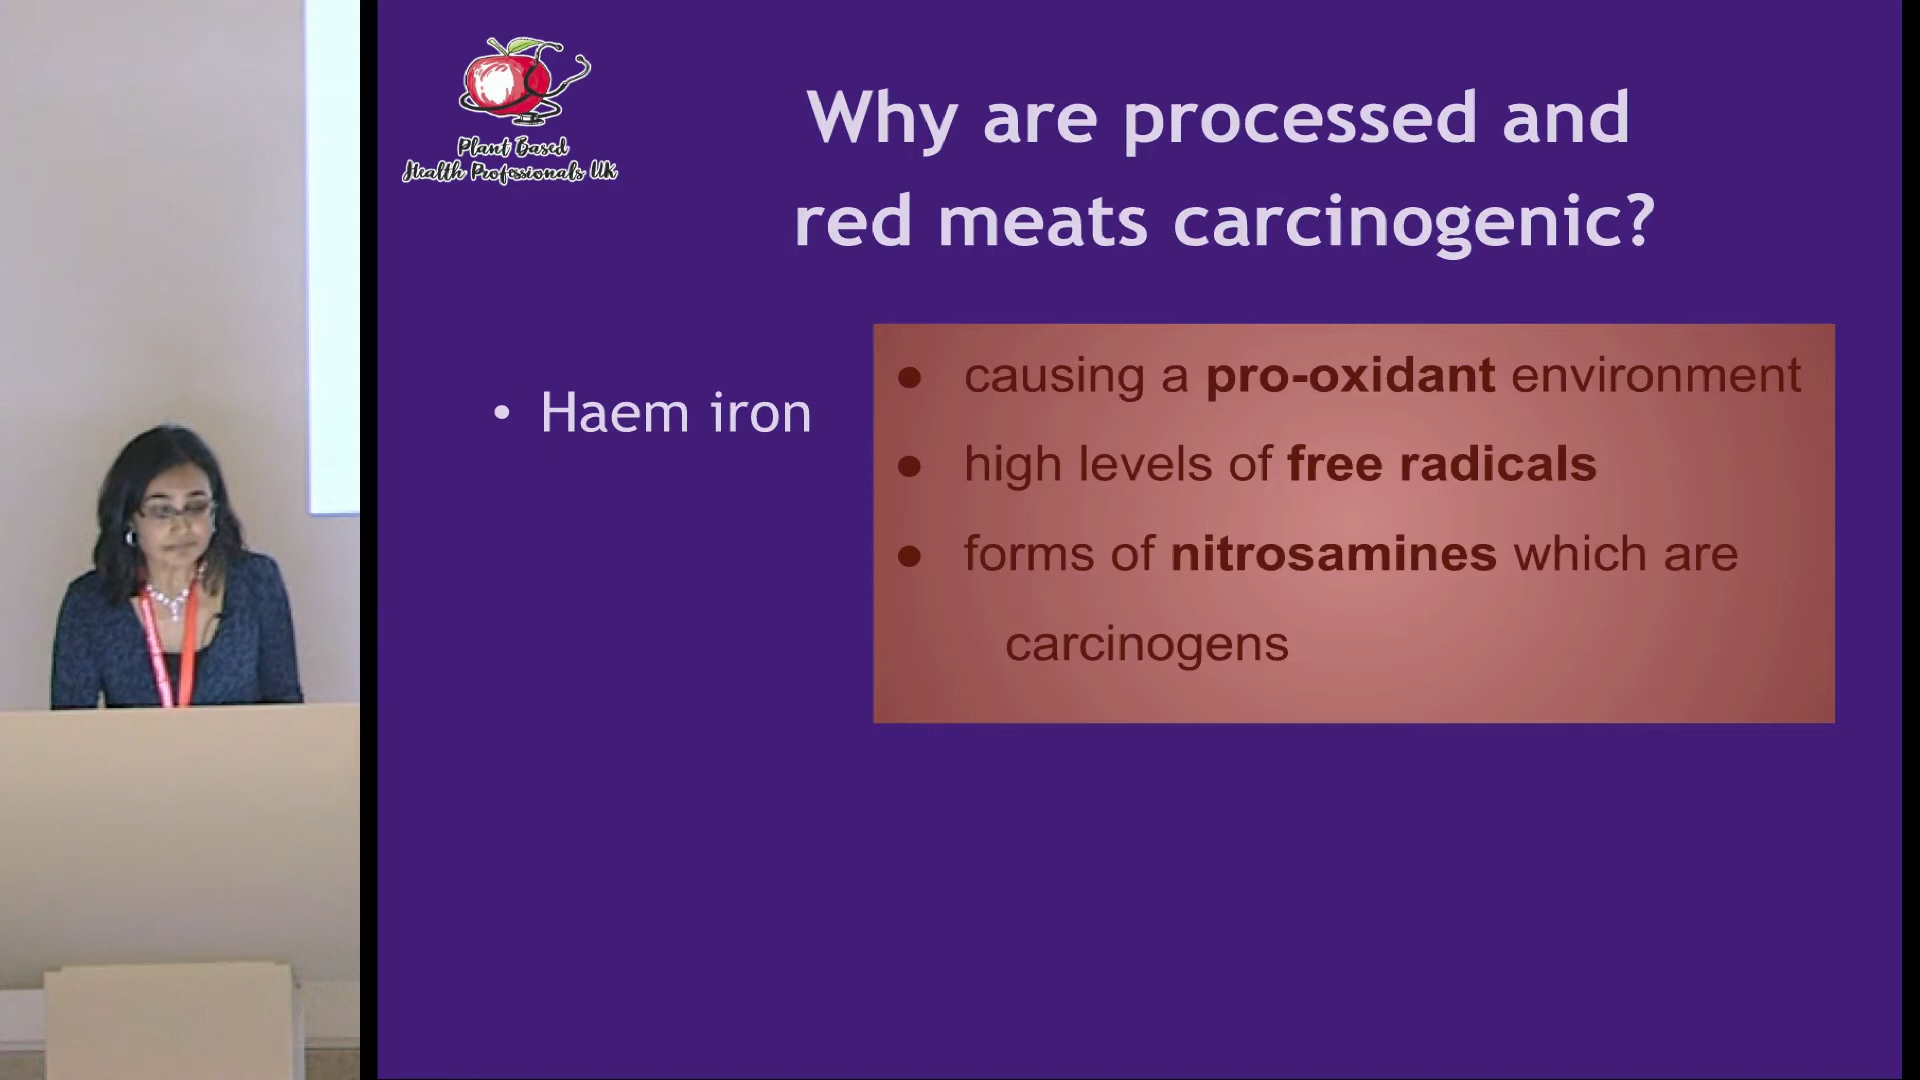 Plant Based
Health Professionals UK
Why are processed and
red meats carcinogenic?
• Haem iron
● causing a pro-oxidant environment
● high levels of free radicals
● forms of nitrosamines which are
carcinogens